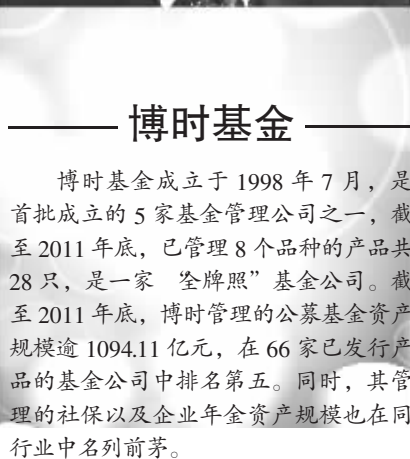 博时基金
博时基金成立于 1998 年 7 月，是
首批成立的 5 家基金管理公司之一，截
至 2011 年底，已管理 8 个品种的产品共
28 只，是一家 “全牌照”基金公司。截
至 2011 年底，博时管理的公募基金资产
规模逾 1094.11 亿元，在 66 家已发行产
品的基金公司中排名第五。同时，其管
理的社保以及企业年金资产规模也在同
行业中名列前茅。